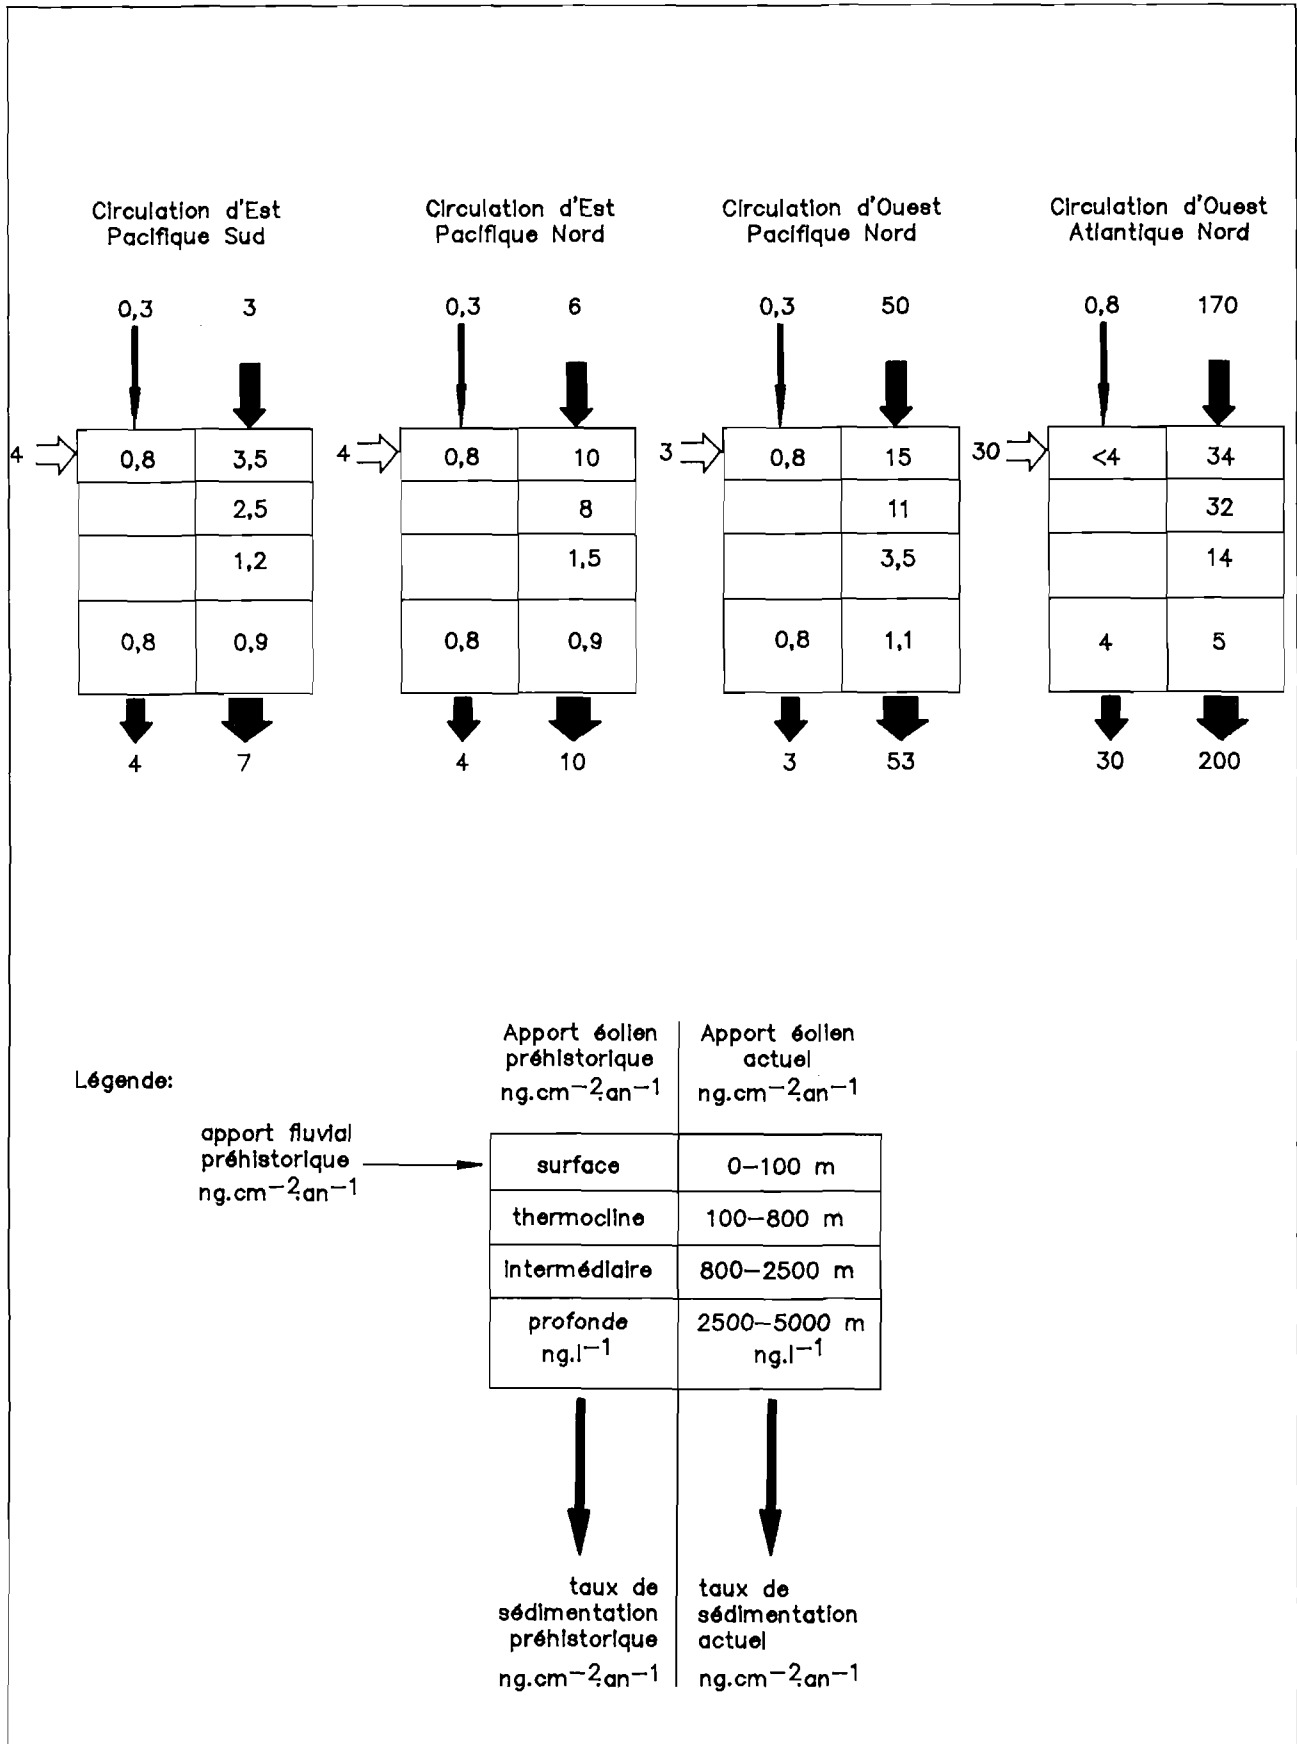 Circulation d'Est
Pacifique Sud
Circulation d'Est
Pacifique Nord
Circulation d'Ouest
Pacifique Nord
Circulation d'Ouest
Atlantique Nord
0,3 3 0,3 6 0,3 50 0,8 170
4 0,8 3,5 4 0,8 10 3 0,8 15 30 <4 34
2,5 8 11 32
1,2 1,5 3,5 14
0,8 0,9 0,8 0,9 0,8 1,1 4 5
4 7 4 10 3 53 30 200
Légende:
Apport éolien
préhistorique
ng.cm⁻².an⁻¹
Apport éolien
actuel
ng.cm⁻².an⁻¹
apport fluvial
préhistorique
ng.cm⁻².an⁻¹
surface 0–100 m
thermocline 100–800 m
intermédiaire 800–2500 m
profonde 2500–5000 m
ng.l⁻¹ ng.l⁻¹
taux de
sédimentation
préhistorique
ng.cm⁻².an⁻¹
taux de
sédimentation
actuel
ng.cm⁻².an⁻¹